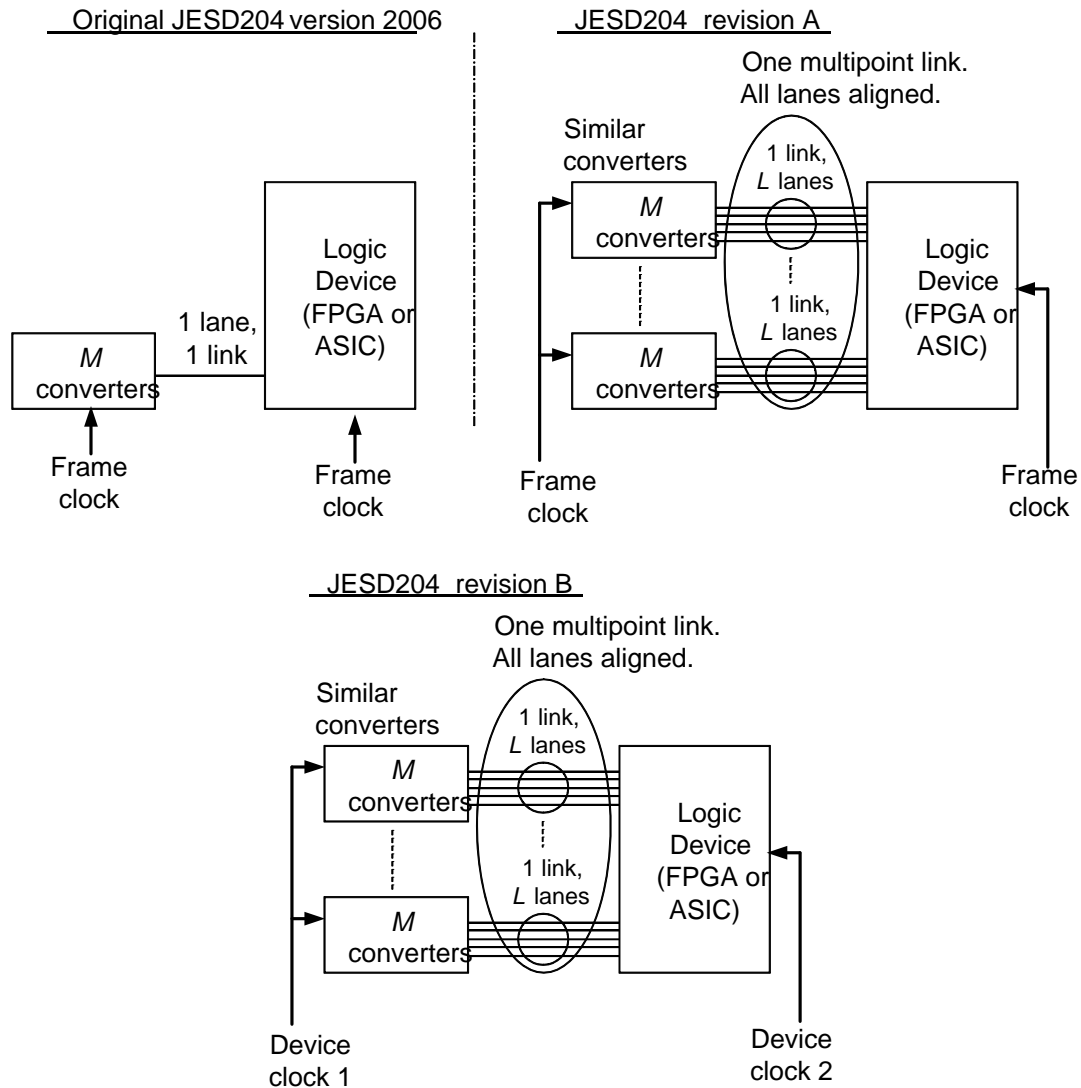 Original JESD204 version 2006
M
converters
1 lane,
1 link
Logic
Device
(FPGA or
ASIC)
Frame
clock
Frame
clock
JESD204 revision A
One multipoint link.
All lanes aligned.
Similar
converters
M
converters
1 link,
L lanes
1 link,
L lanes
M
converters
Logic
Device
(FPGA or
ASIC)
Frame
clock
Frame
clock
JESD204 revision B
One multipoint link.
All lanes aligned.
Similar
converters
M
converters
1 link,
L lanes
1 link,
L lanes
M
converters
Logic
Device
(FPGA or
ASIC)
Device
clock 1
Device
clock 2